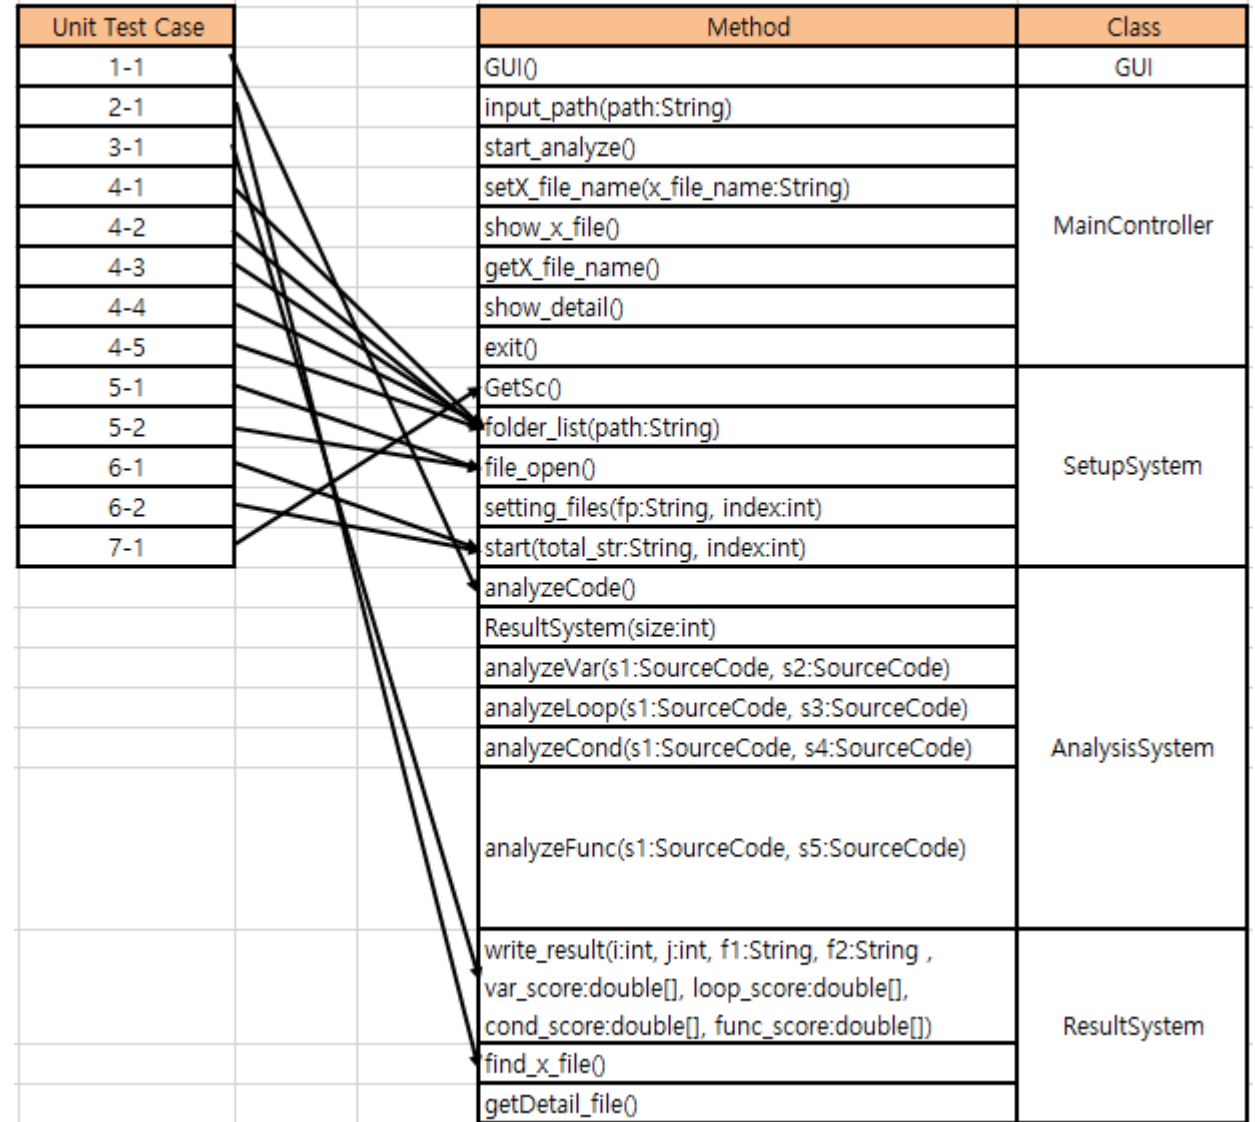 Unit Test Case
1-1
2-1
3-1
4-1
4-2
4-3
4-4
4-5
5-1
5-2
6-1
6-2
7-1
Method
Class
GUI()
GUI
input_path(path:String)
start_analyze()
setX_file_name(x_file_name:String)
show_x_file()
getX_file_name()
show_detail()
exit()
MainController
GetSc()
folder_list(path:String)
file_open()
setting_files(fp:String, index:int)
start(total_str:String, index:int)
SetupSystem
analyzeCode()
ResultSystem(size:int)
analyzeVar(s1:SourceCode, s2:SourceCode)
analyzeLoop(s1:SourceCode, s3:SourceCode)
analyzeCond(s1:SourceCode, s4:SourceCode)
analyzeFunc(s1:SourceCode, s5:SourceCode)
AnalysisSystem
write_result(i:int, j:int, f1:String, f2:String ,
var_score:double[], loop_score:double[],
cond_score:double[], func_score:double[])
find_x_file()
getDetail_file()
ResultSystem